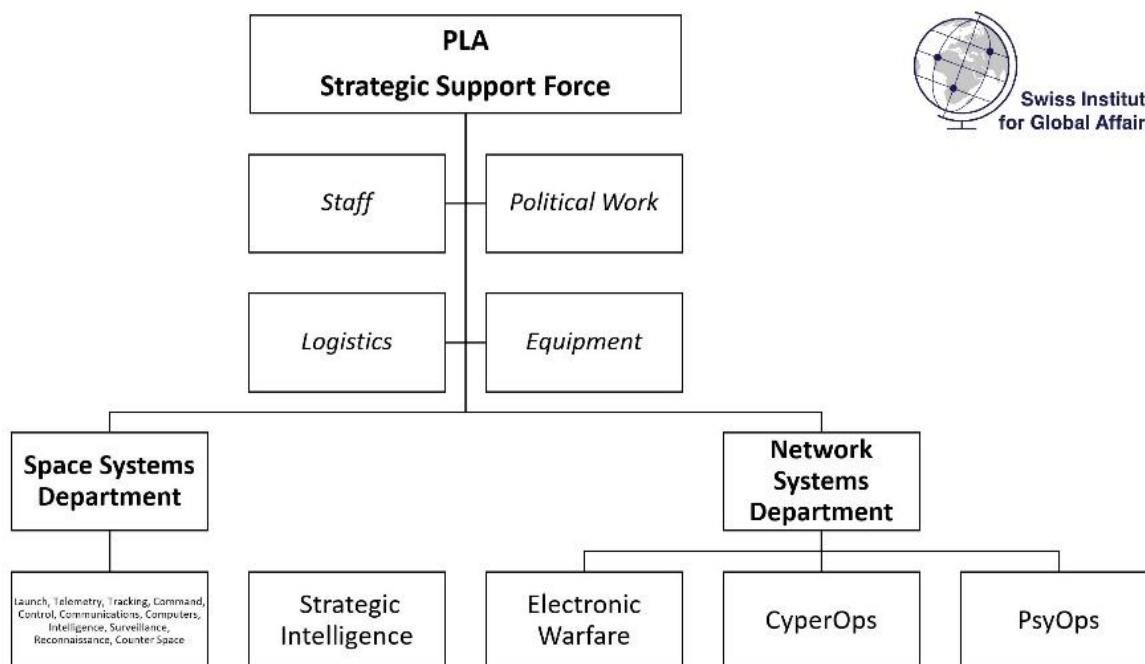 PLA
Strategic Support Force
Swiss Institut
for Global Affair
Staff
Political Work
Logistics
Equipment
Space Systems
Department
Network
Systems
Department
Launch, Telemetry, Tracking, Command,
Control, Communications, Computers,
Intelligence, Surveillance,
Reconnaissance, Counter Space
Strategic
Intelligence
Electronic
Warfare
CyperOps
PsyOps